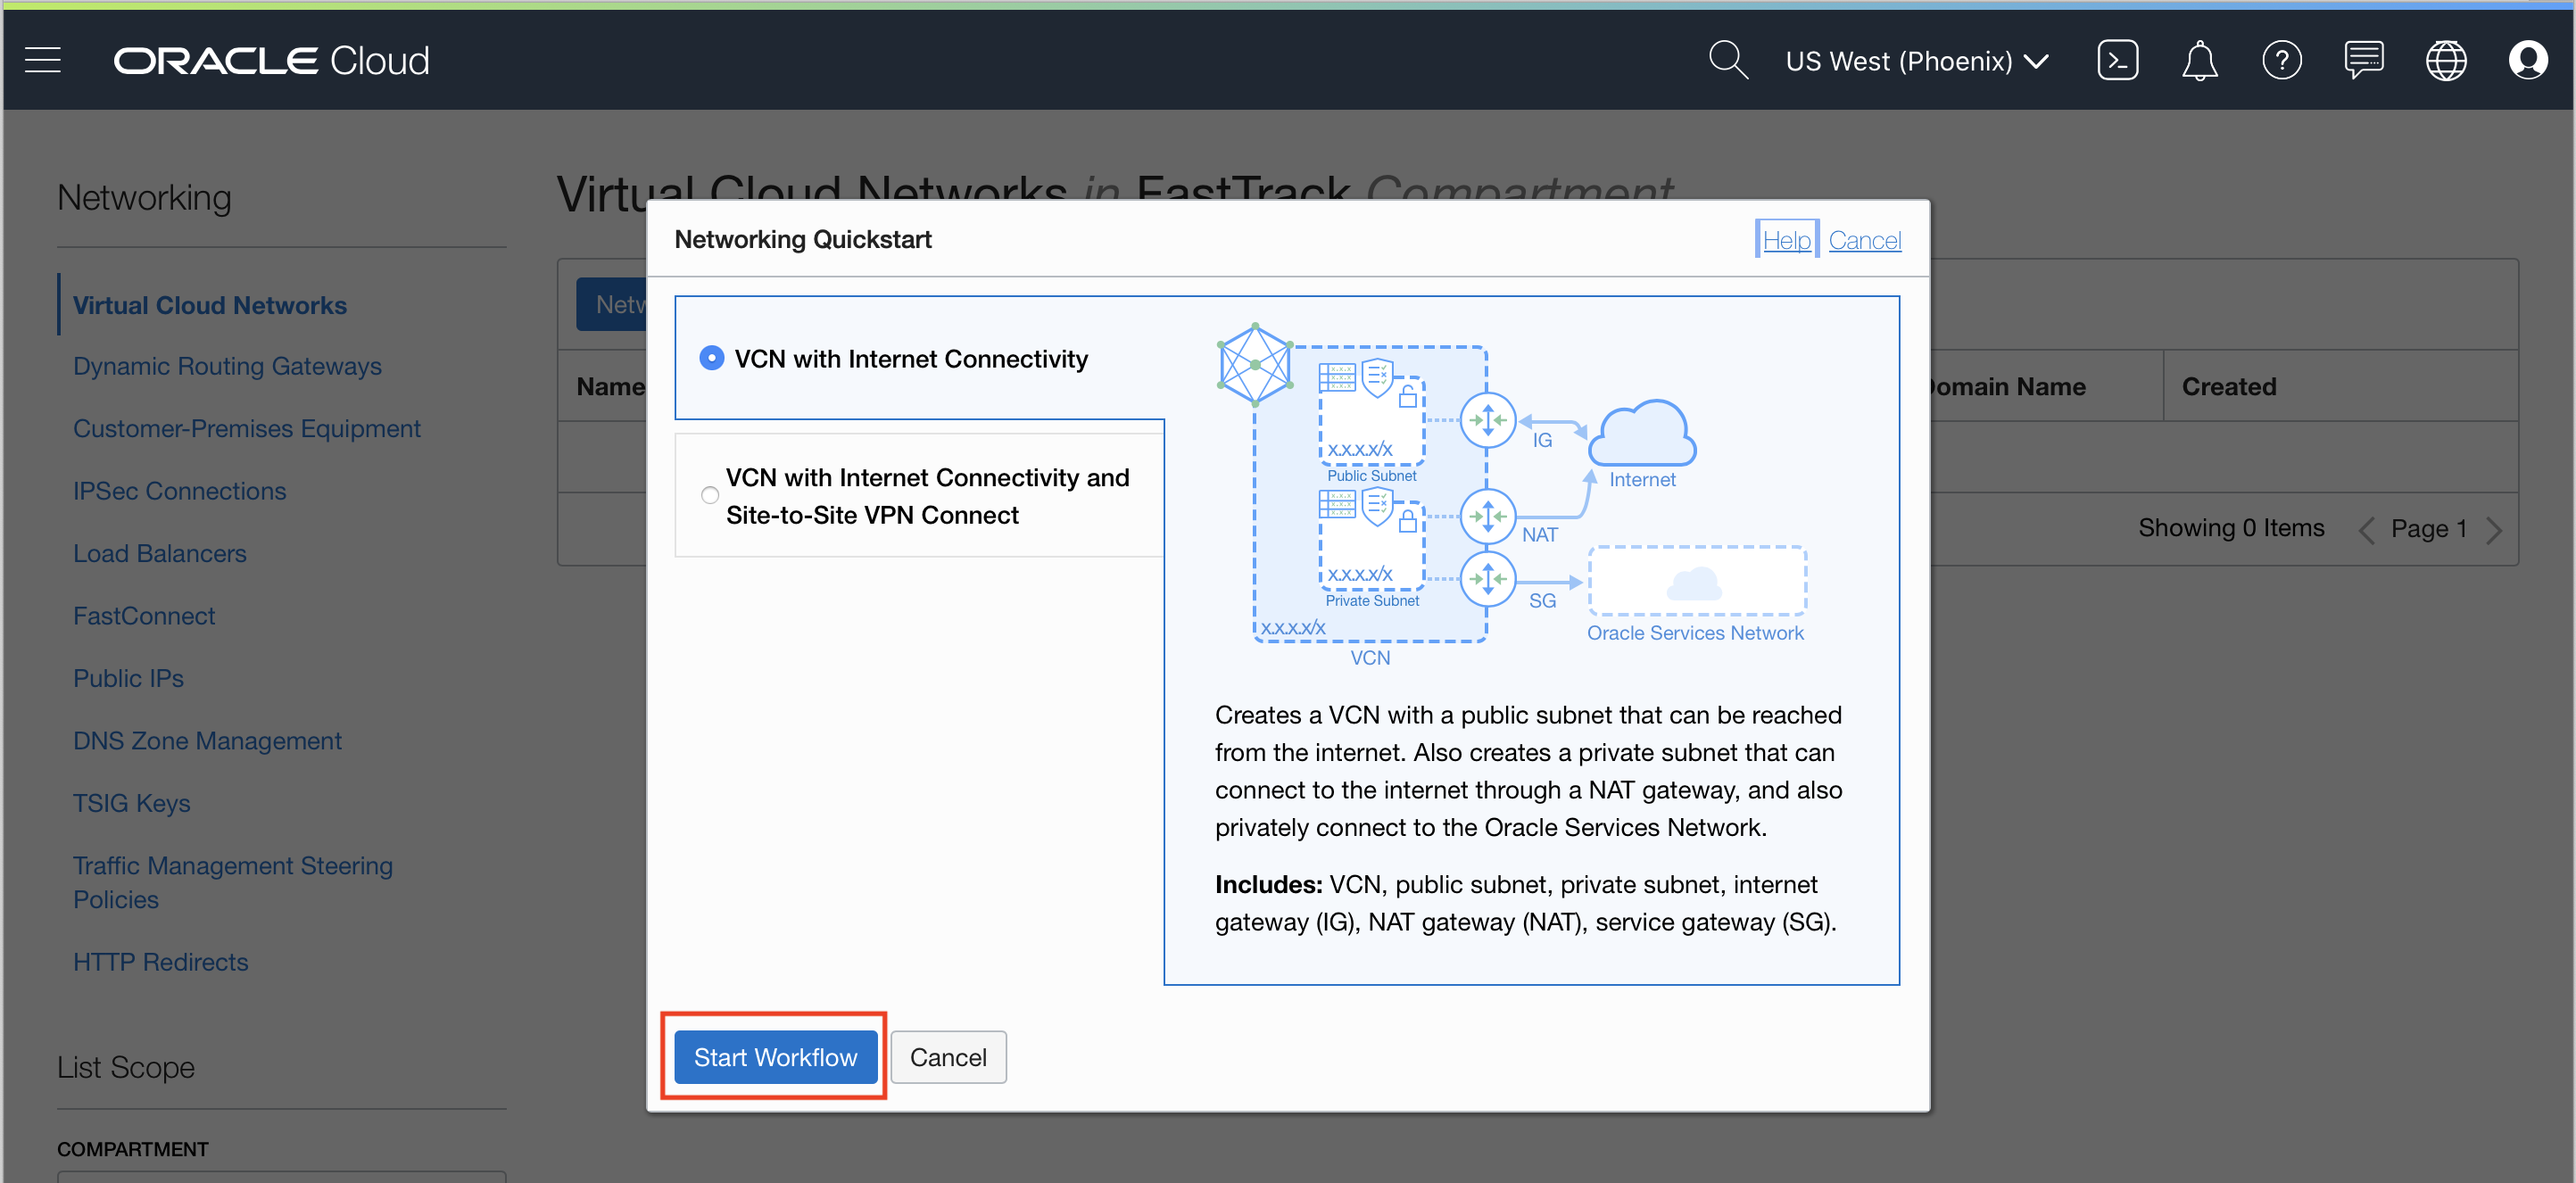 ORACLE Cloud
US West (Phoenix)
Networking
Virtual Cloud Networks in FastTrack Compartment
Networking Quickstart
Help Cancel
Virtual Cloud Networks
Dynamic Routing Gateways
Customer-Premises Equipment
IPSec Connections
Load Balancers
FastConnect
Public IPs
DNS Zone Management
TSIG Keys
Traffic Management Steering
Policies
HTTP Redirects
List Scope
COMPARTMENT
Netw
Name
Domain Name
Created
Showing 0 Items
Page 1
VCN with Internet Connectivity
VCN with Internet Connectivity and
Site-to-Site VPN Connect
x.x.x.x/x
Public Subnet
x.x.x.x/x
Private Subnet
x.x.x.x/x
VCN
IG
Internet
NAT
SG
Oracle Services Network
Creates a VCN with a public subnet that can be reached
from the internet. Also creates a private subnet that can
connect to the internet through a NAT gateway, and also
privately connect to the Oracle Services Network.
Includes: VCN, public subnet, private subnet, internet
gateway (IG), NAT gateway (NAT), service gateway (SG).
Start Workflow
Cancel